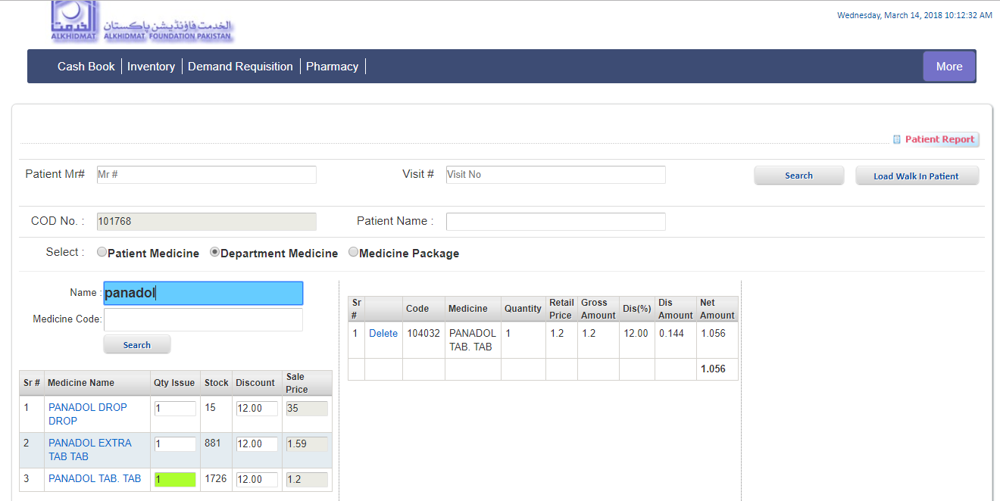 الخدمت
ALKHIDMAT
الخدمت فاؤنڈیشن پاکستان
ALKHIDMAT FOUNDATION PAKISTAN
Wednesday, March 14, 2018 10:12:32 AM
Cash Book Inventory Demand Requisition Pharmacy More
Patient Report
Patient Mr# Mr # Visit # Visit No Search Load Walk In Patient
COD No. : 101768 Patient Name :
Select : Patient Medicine Department Medicine Medicine Package
Name : panadol
Medicine Code:
Search
Sr # Medicine Name Qty Issue Stock Discount Sale Price
1 PANADOL DROP DROP 1 15 12.00 35
2 PANADOL EXTRA TAB TAB 1 881 12.00 1.59
3 PANADOL TAB. TAB 1 1726 12.00 1.2
Sr # Code Medicine Quantity Retail Price Gross Amount Dis(%) Dis Amount Net Amount
1 Delete 104032 PANADOL TAB. TAB 1 1.2 1.2 12.00 0.144 1.056
1.056